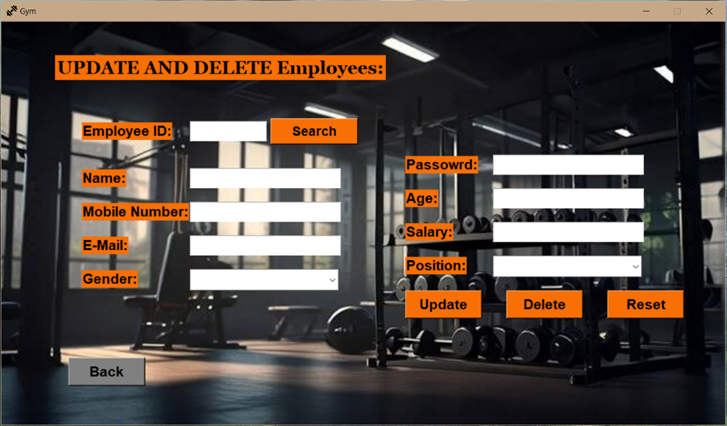 Gym
UPDATE AND DELETE Employees:
Employee ID:
Search
Name:
Mobile Number:
E-Mail:
Gender:
Passowrd:
Age:
Salary:
Position:
Update Delete Reset
Back